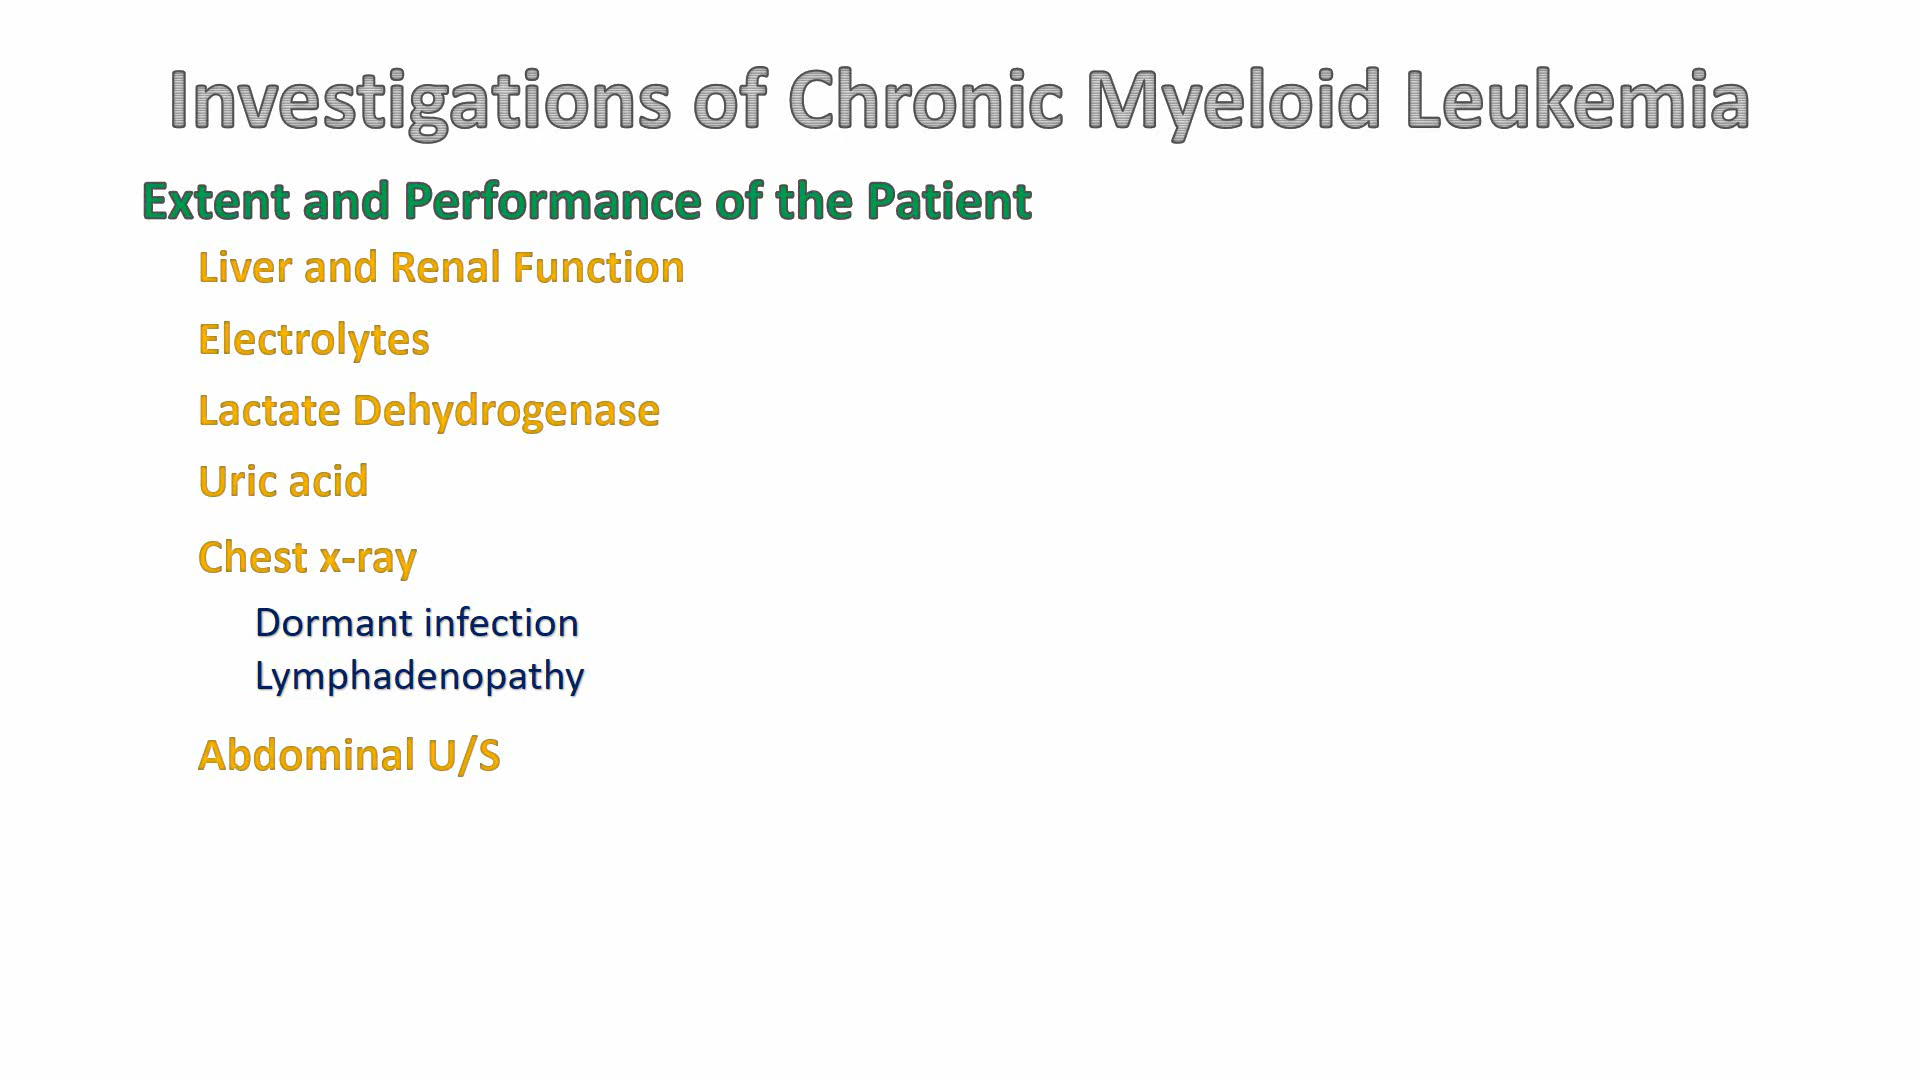 Investigations of Chronic Myeloid Leukemia
Extent and Performance of the Patient
Liver and Renal Function
Electrolytes
Lactate Dehydrogenase
Uric acid
Chest x-ray
Dormant infection
Lymphadenopathy
Abdominal U/S